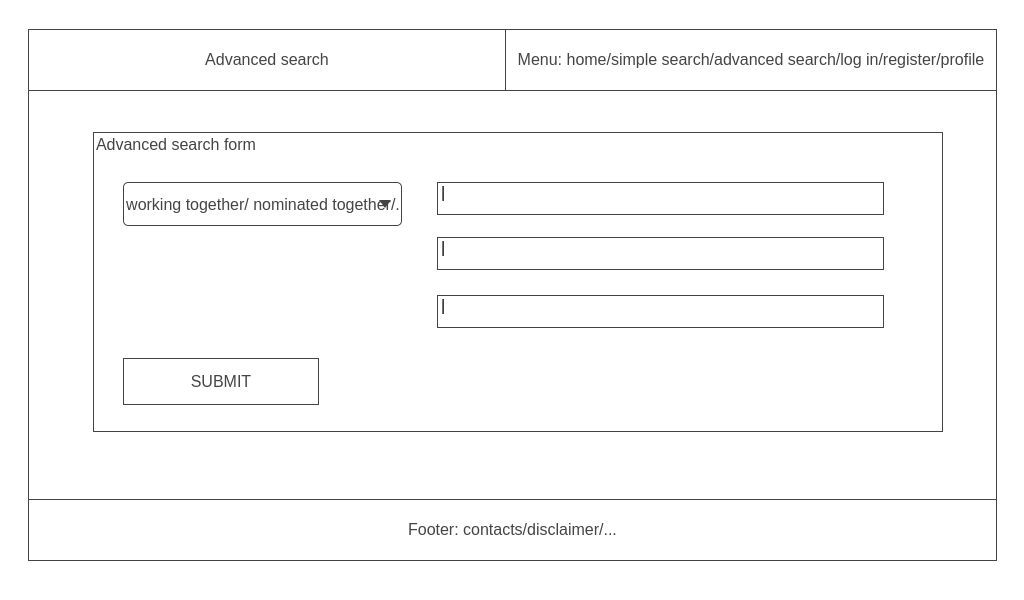 Advanced search
Menu: home/simple search/advanced search/log in/register/profile
Advanced search form
working together/ nominated together/.
SUBMIT
Footer: contacts/disclaimer/...